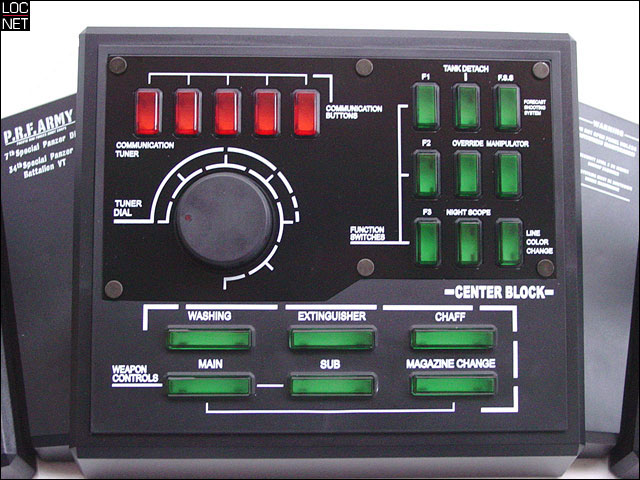 LOC
NET
P.R.F.ARMY
7th Special Panzer Di
34th Special Panzer
Battalion VT
COMMUNICATION
BUTTONS
COMMUNICATION
TUNER
TUNER
DIAL
F1
TANK DETACH
F.S.S
FORECAST
SHOOTING
SYSTEM
F2
OVERRIDE
MANIPULATOR
FUNCTION
SWITCHES
F3
NIGHT SCOPE
LINE
COLOR
CHANGE
CENTER BLOCK
WASHING
EXTINGUISHER
CHAFF
WEAPON
CONTROLS
MAIN
SUB
MAGAZINE CHANGE
WARNING